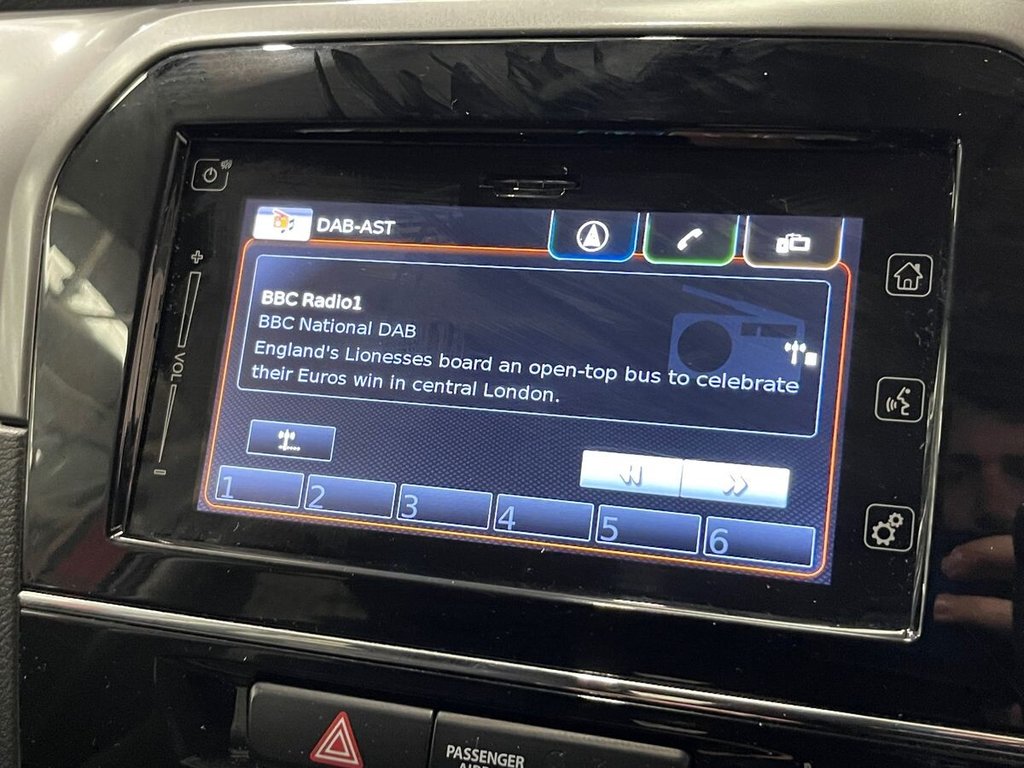 DAB-AST
+
VOL
BBC Radio1
BBC National DAB
England's Lionesses board an open-top bus to celebrate
their Euros win in central London.
1 2 3 4 5 6
PASSENGER